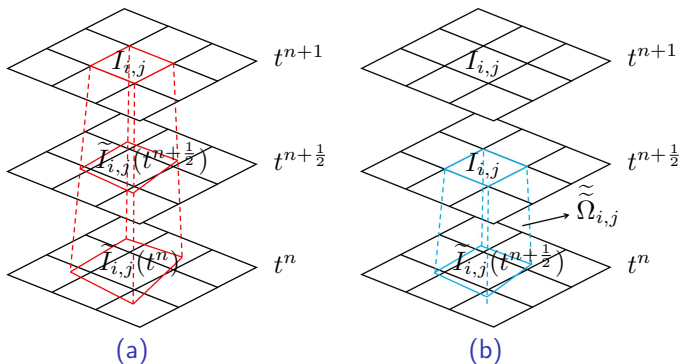 I_{i,j} t^{n+1} I_{i,j} t^{n+1}
\widetilde{I}_{i,j}(t^{n+\frac{1}{2}}) t^{n+\frac{1}{2}} I_{i,j} t^{n+\frac{1}{2}}
\widetilde{\widetilde{\Omega}}_{i,j}
\widetilde{I}_{i,j}(t^n) t^n \widetilde{I}_{i,j}(t^{n+\frac{1}{2}}) t^n
(a) (b)